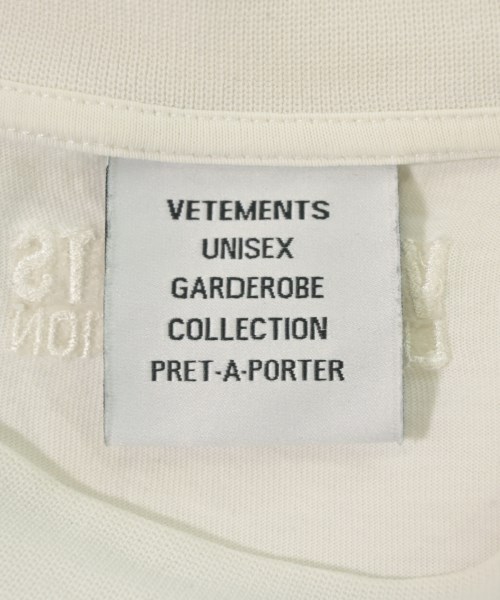 VETEMENTS
UNISEX
GARDEROBE
COLLECTION
PRET-A-PORTER